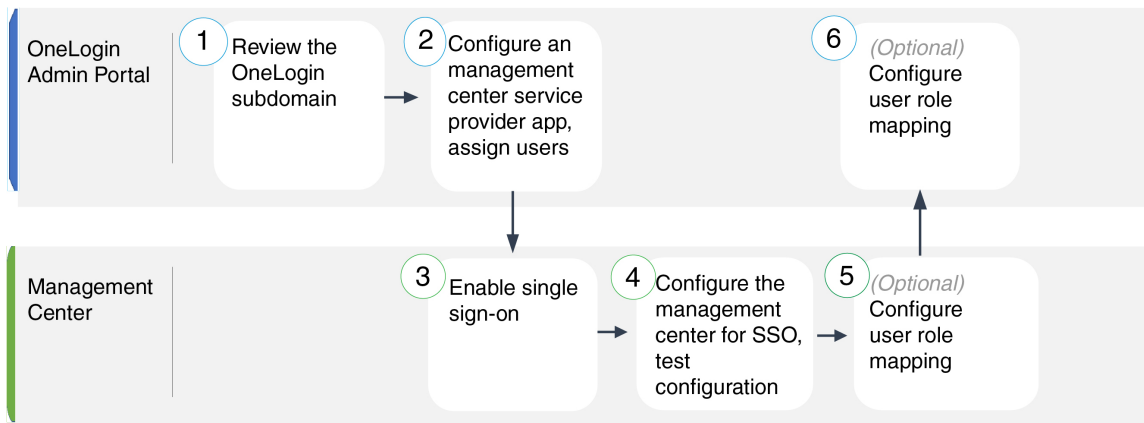 OneLogin
Admin Portal
1
Review the
OneLogin
subdomain
2
Configure an
management
center service
provider app,
assign users
6
(Optional)
Configure
user role
mapping
Management
Center
3
Enable single
sign-on
4
Configure the
management
center for SSO,
test
configuration
5
(Optional)
Configure
user role
mapping